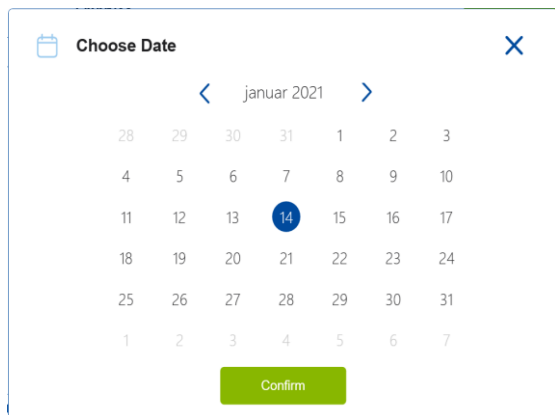 Choose Date
januar 2021
28 29 30 31 1 2 3
4 5 6 7 8 9 10
11 12 13 14 15 16 17
18 19 20 21 22 23 24
25 26 27 28 29 30 31
1 2 3 4 5 6 7
Confirm